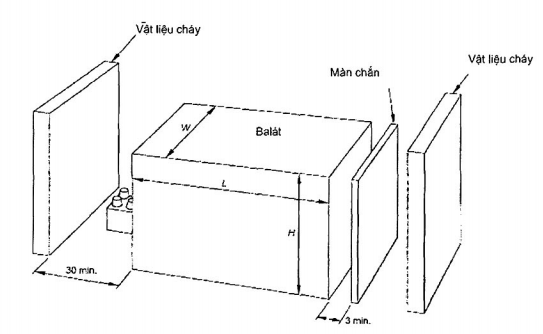 Vật liệu cháy
Vật liệu cháy
Màn chắn
Balát
W
L
H
30 min.
3 min.